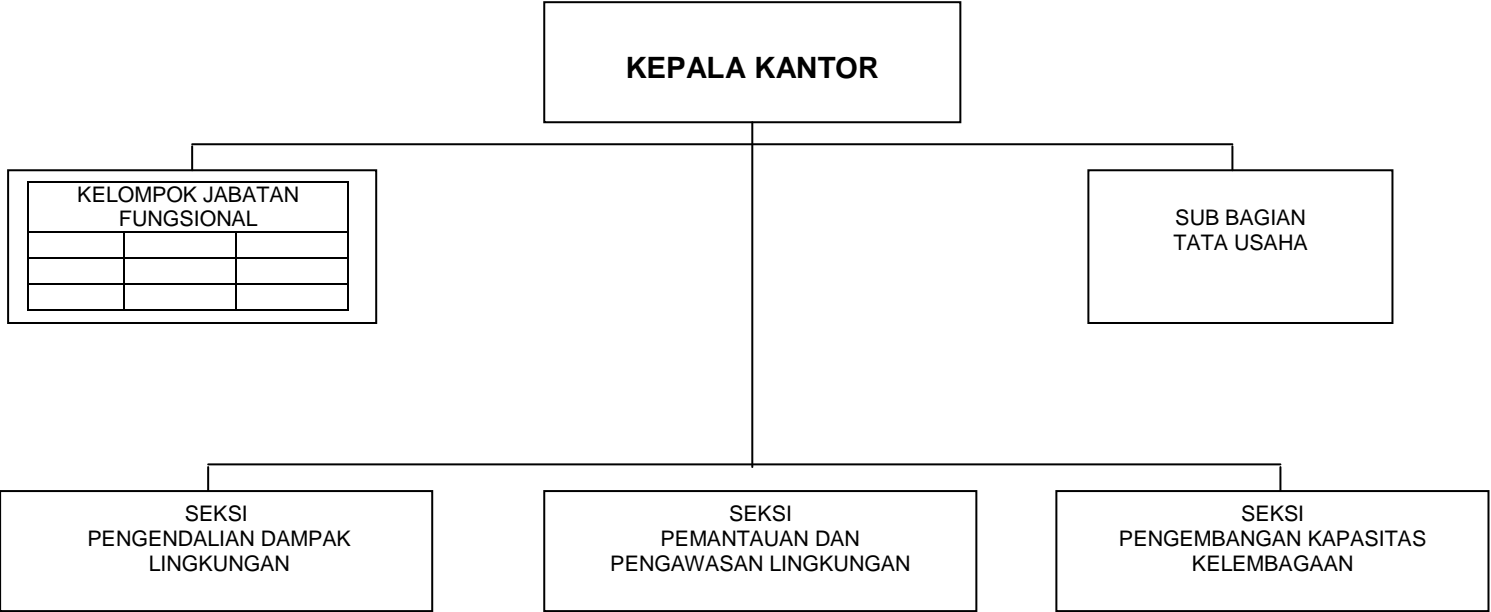 KEPALA KANTOR
KELOMPOK JABATAN
FUNGSIONAL
SUB BAGIAN
TATA USAHA
SEKSI
PENGENDALIAN DAMPAK
LINGKUNGAN
SEKSI
PEMANTAUAN DAN
PENGAWASAN LINGKUNGAN
SEKSI
PENGEMBANGAN KAPASITAS
KELEMBAGAAN